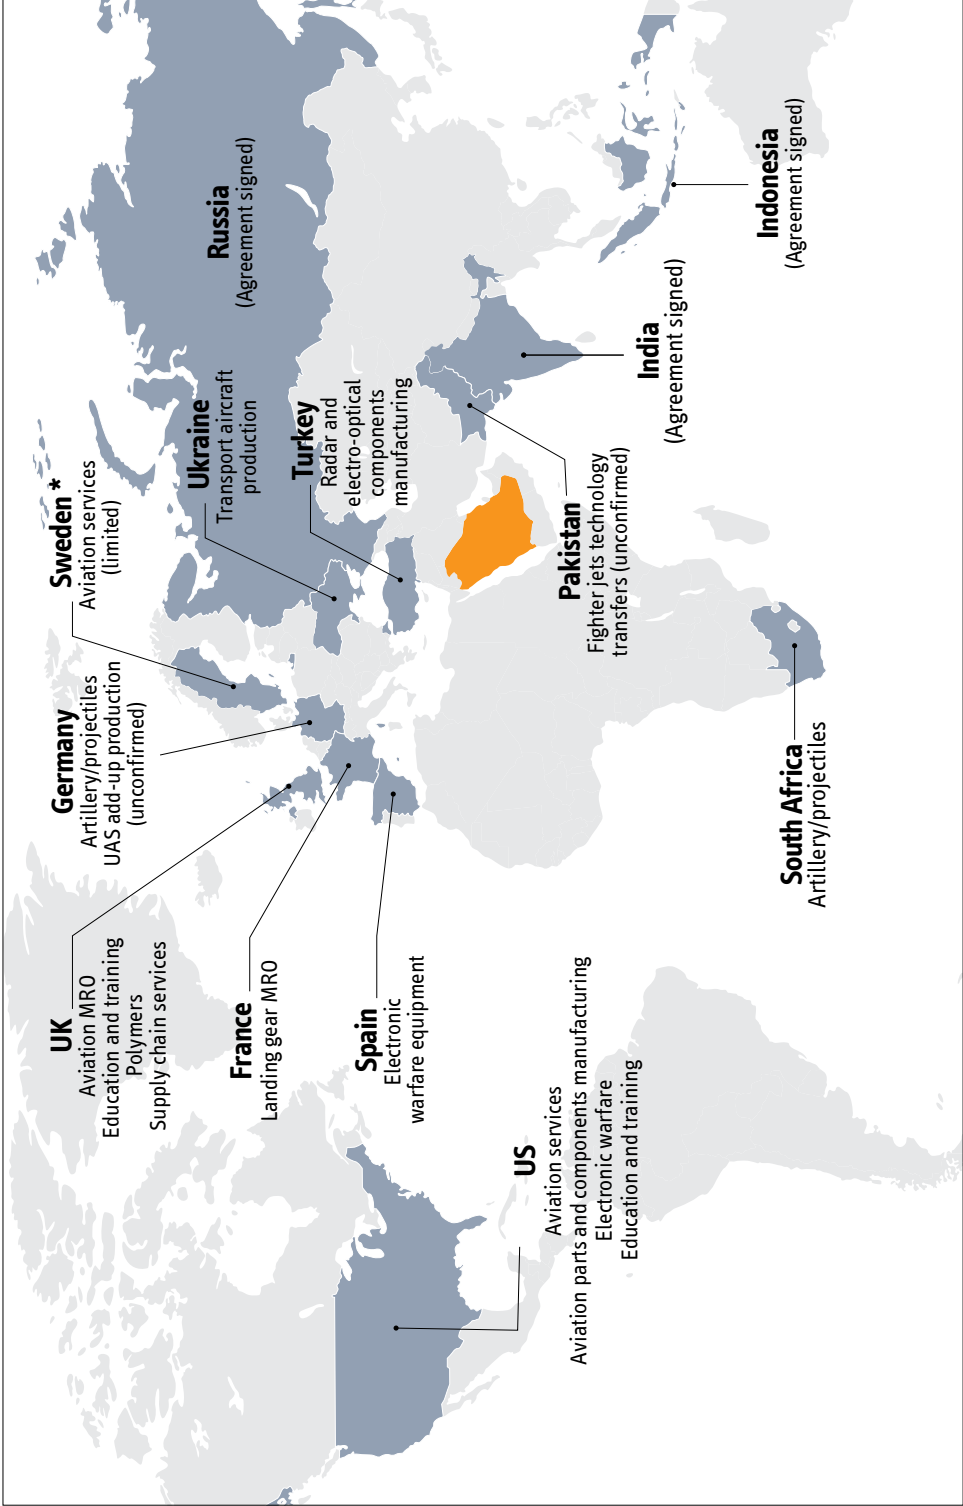 UK
Aviation MRO
Education and training
Polymers
Supply chain services
Germany
Artillery/projectiles
UAS add-up production
(unconfirmed)
Sweden *
Aviation services
(limited)
Ukraine
Transport aircraft
production
Russia
(Agreement signed)
Turkey
Radar and
electro-optical
components
manufacturing
France
Landing gear MRO
Spain
Electronic
warfare equipment
US
Aviation services
Aviation parts and components manufacturing
Electronic warfare
Education and training
Pakistan
Fighter jets technology
transfers (unconfirmed)
India
(Agreement signed)
Indonesia
(Agreement signed)
South Africa
Artillery/projectiles